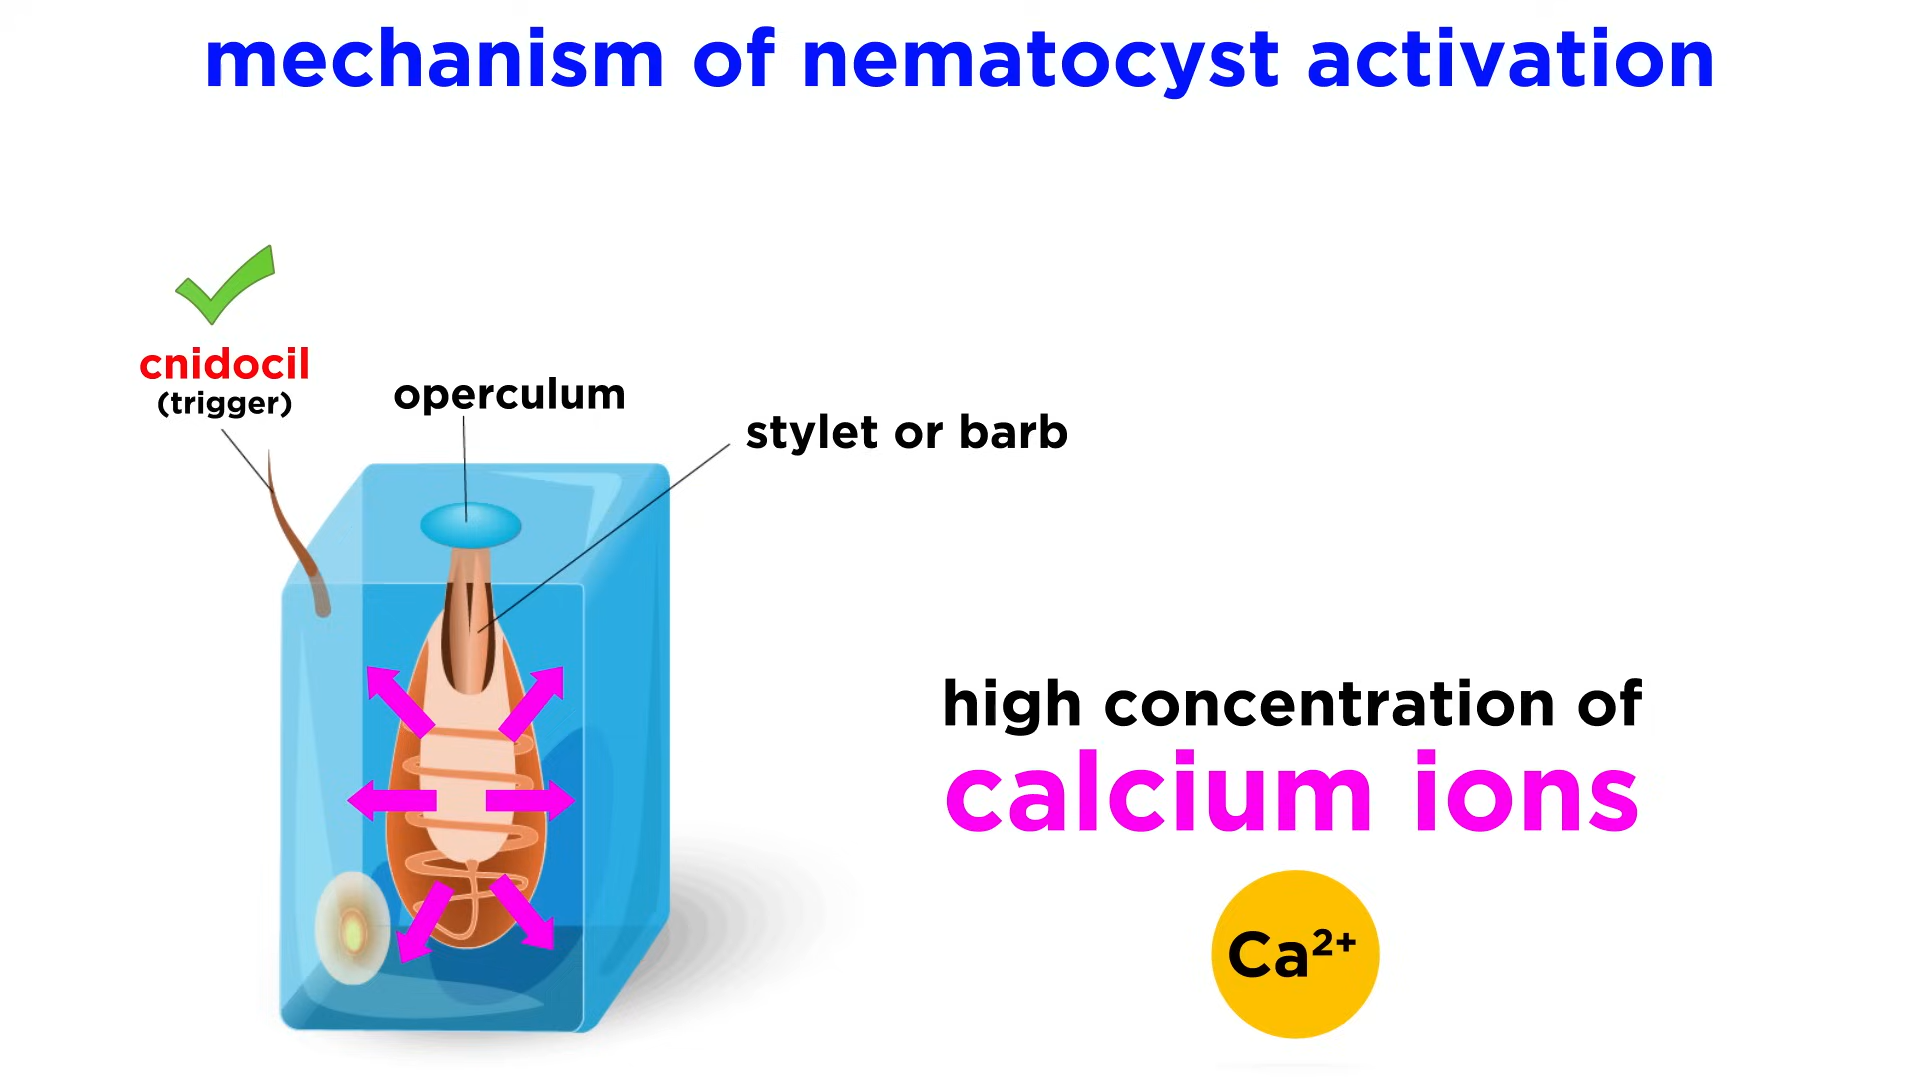 mechanism of nematocyst activation
cnidocil
(trigger)
operculum
stylet or barb
high concentration of
calcium ions
Ca²⁺